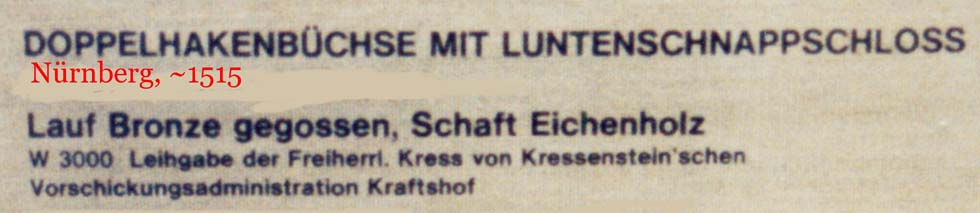 DOPPELHAKENBÜCHSE MIT LUNTENSCHNAPPSCHLOSS
Nürnberg, ~1515
Lauf Bronze gegossen, Schaft Eichenholz
W 3000 Leihgabe der Freiherrl. Kress von Kressenstein'schen
Vorschickungsadministration Kraftshof